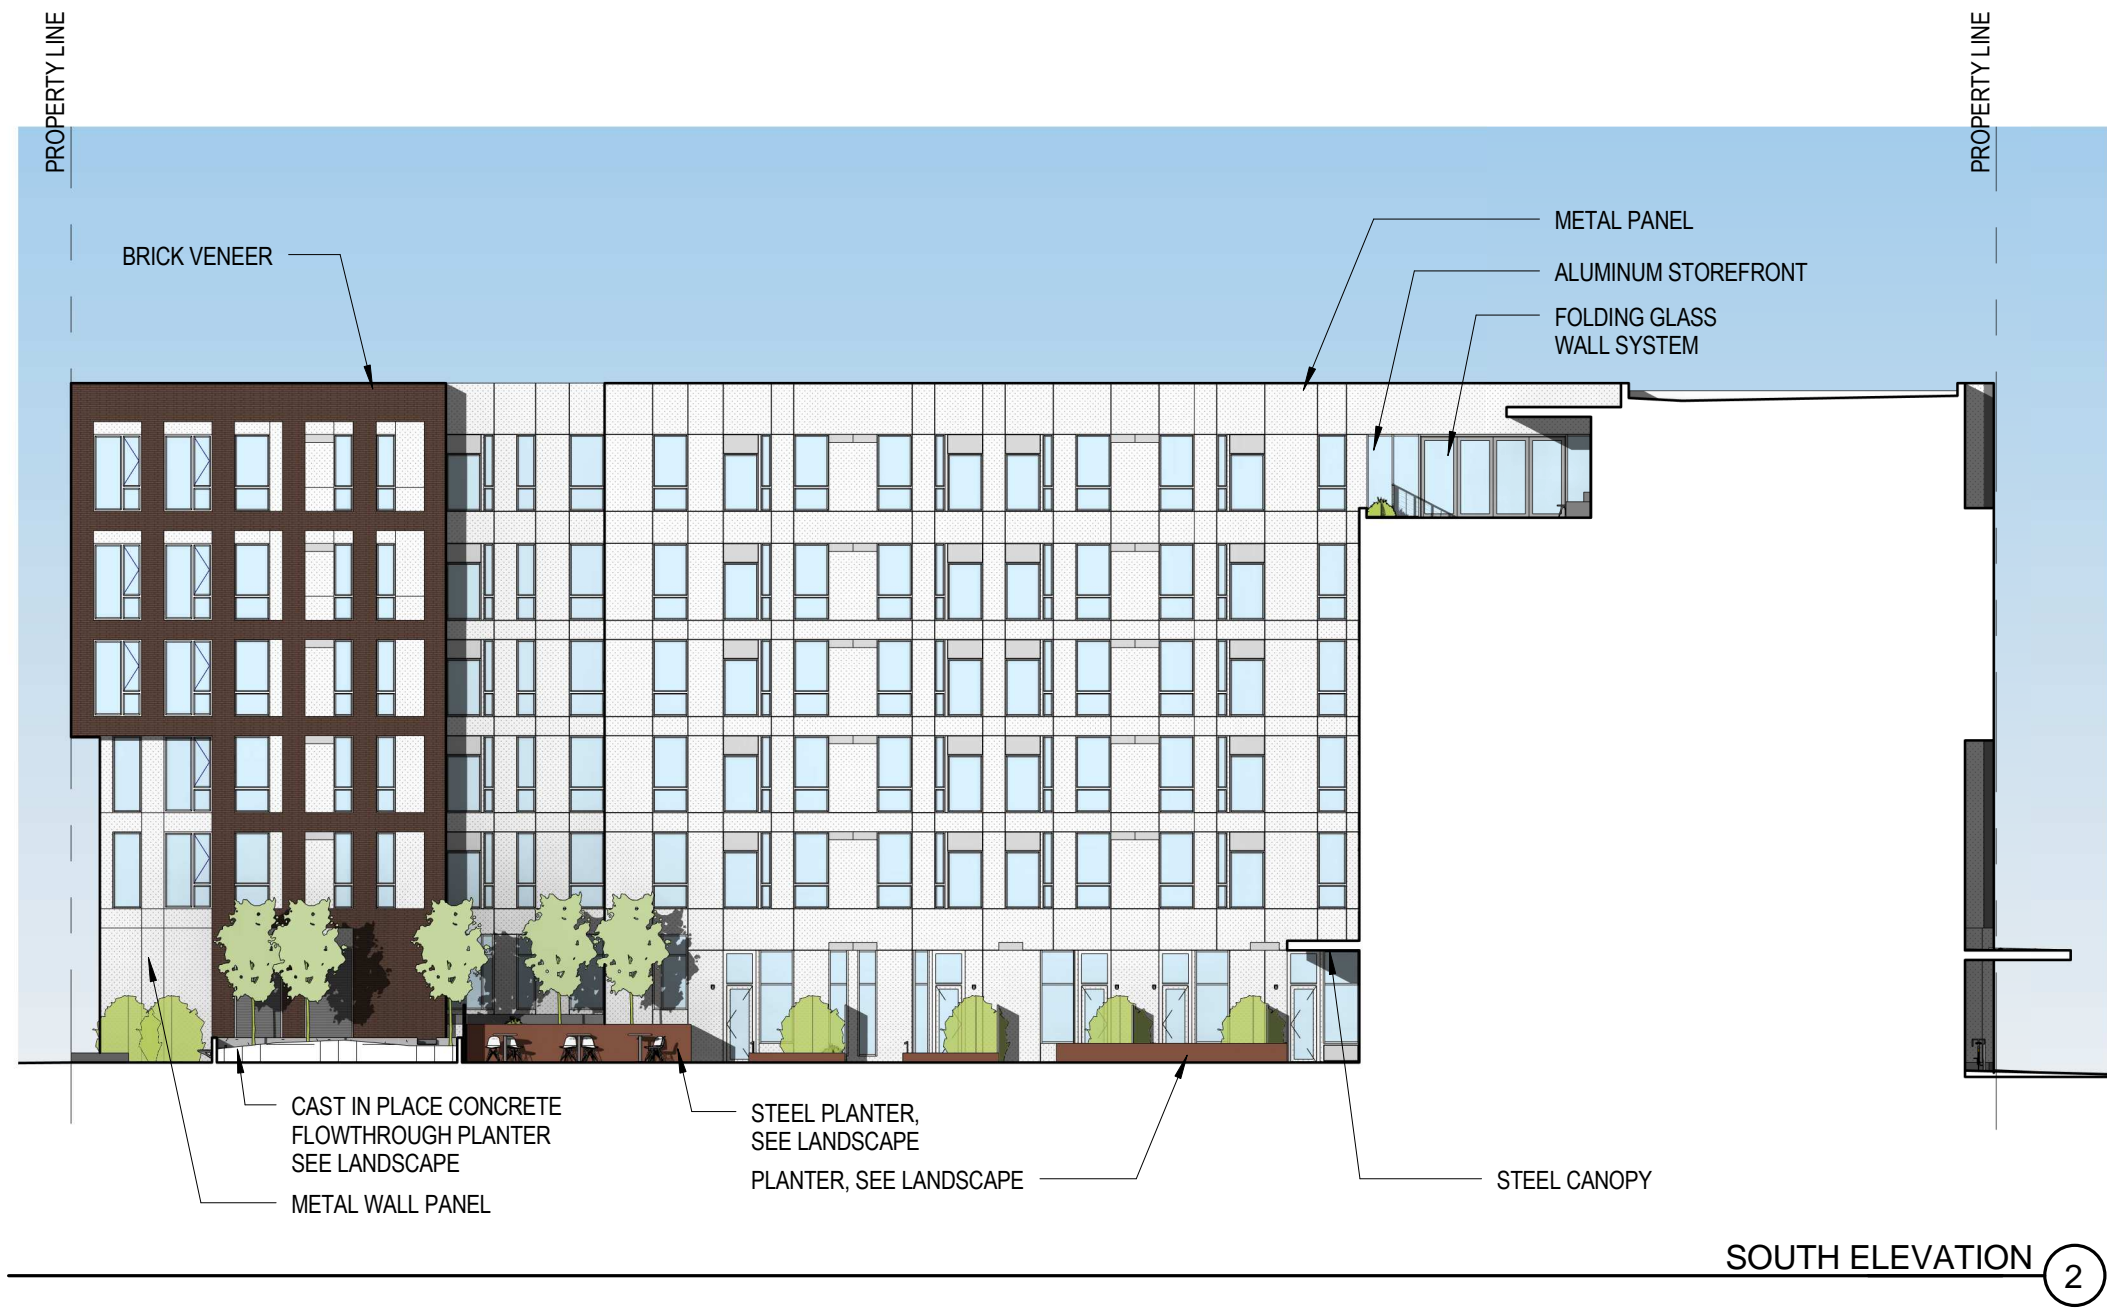 PROPERTY LINE
PROPERTY LINE
METAL PANEL
BRICK VENEER
ALUMINUM STOREFRONT
FOLDING GLASS
WALL SYSTEM
CAST IN PLACE CONCRETE
FLOWTHROUGH PLANTER
SEE LANDSCAPE
METAL WALL PANEL
STEEL PLANTER,
SEE LANDSCAPE
PLANTER, SEE LANDSCAPE
STEEL CANOPY
SOUTH ELEVATION
2